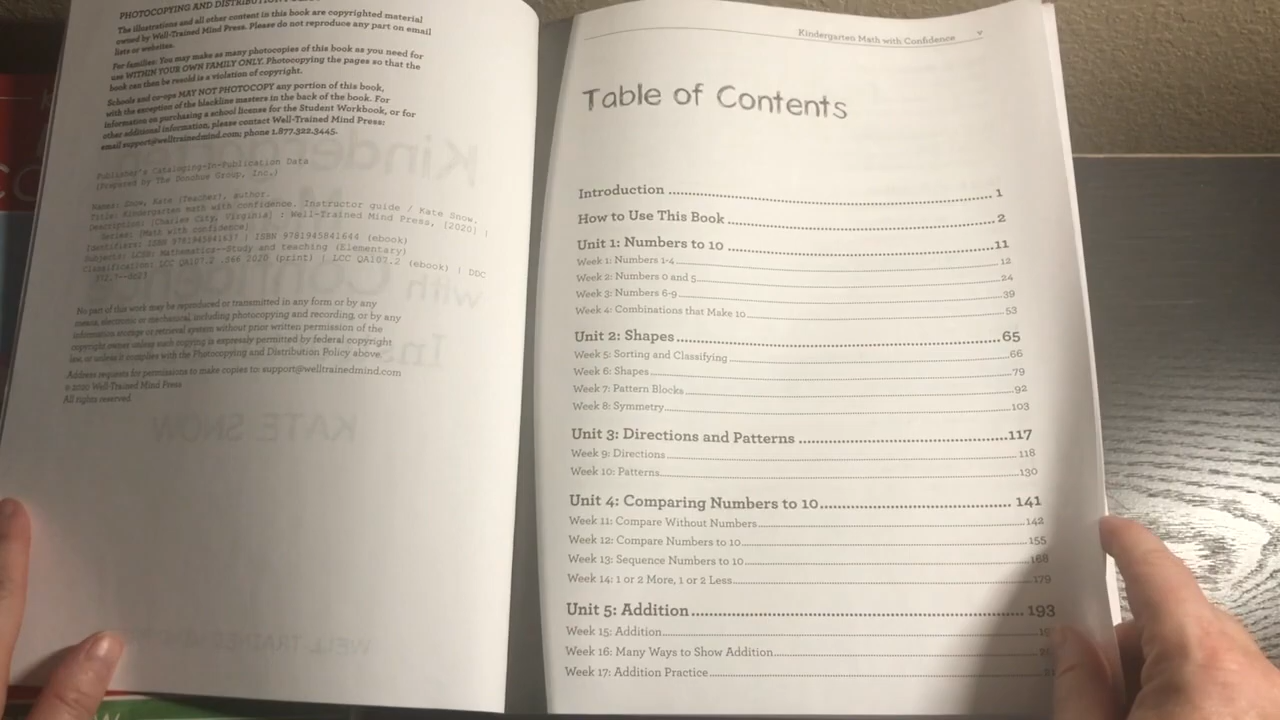 PHOTOCOPYING AND
The illustrations and all other content in this book are copyrighted material
owned by Well-Trained Mind Press. Please do not reproduce any part on email
lists or websites.
For families: You may make as many photocopies of this book as you need for
use WITHIN YOUR OWN FAMILY ONLY. Photocopying the pages so that the
book can then be resold is a violation of copyright.
Schools and co-ops MAY NOT PHOTOCOPY any portion of this book,
with the exception of the blackline masters in the back of the book. For
information on purchasing a school license for the Student Workbook, or for
other additional information, please contact Well-Trained Mind Press:
email support@welltrainedmind.com; phone 1.877.322.3445.
Publisher's Cataloging-In-Publication Data
(Prepared by The Donohue Group, Inc.)
Names: Snow, Kate (Teacher), author.
Title: Kindergarten math with confidence. Instructor guide / Kate Snow.
Description: [Charles City, Virginia] : Well-Trained Mind Press, [2020] |
Series: [Math with confidence]
Identifiers: ISBN 9781945841637 | ISBN 9781945841644 (ebook)
Subjects: LCSH: Mathematics--Study and teaching (Elementary)
Classification: LCC QA107.2 .S66 2020 (print) | LCC QA107.2 (ebook) | DDC
372.7--dc23
No part of this work may be reproduced or transmitted in any form or by any
means, electronic or mechanical, including photocopying and recording, or by any
information storage or retrieval system without prior written permission of the
copyright owner unless such copying is expressly permitted by federal copyright
law, or unless it complies with the Photocopying and Distribution Policy above.
Address requests for permissions to make copies to: support@welltrainedmind.com
© 2020 Well-Trained Mind Press
All rights reserved.
Kindergarten Math with Confidence v
Table of Contents
Introduction 1
How to Use This Book 2
Unit 1: Numbers to 10 11
Week 1: Numbers 1-4 12
Week 2: Numbers 0 and 5 24
Week 3: Numbers 6-9 39
Week 4: Combinations that Make 10 53
Unit 2: Shapes 65
Week 5: Sorting and Classifying 66
Week 6: Shapes 79
Week 7: Pattern Blocks 92
Week 8: Symmetry 103
Unit 3: Directions and Patterns 117
Week 9: Directions 118
Week 10: Patterns 130
Unit 4: Comparing Numbers to 10 141
Week 11: Compare Without Numbers 142
Week 12: Compare Numbers to 10 155
Week 13: Sequence Numbers to 10 168
Week 14: 1 or 2 More, 1 or 2 Less 179
Unit 5: Addition 193
Week 15: Addition
Week 16: Many Ways to Show Addition
Week 17: Addition Practice